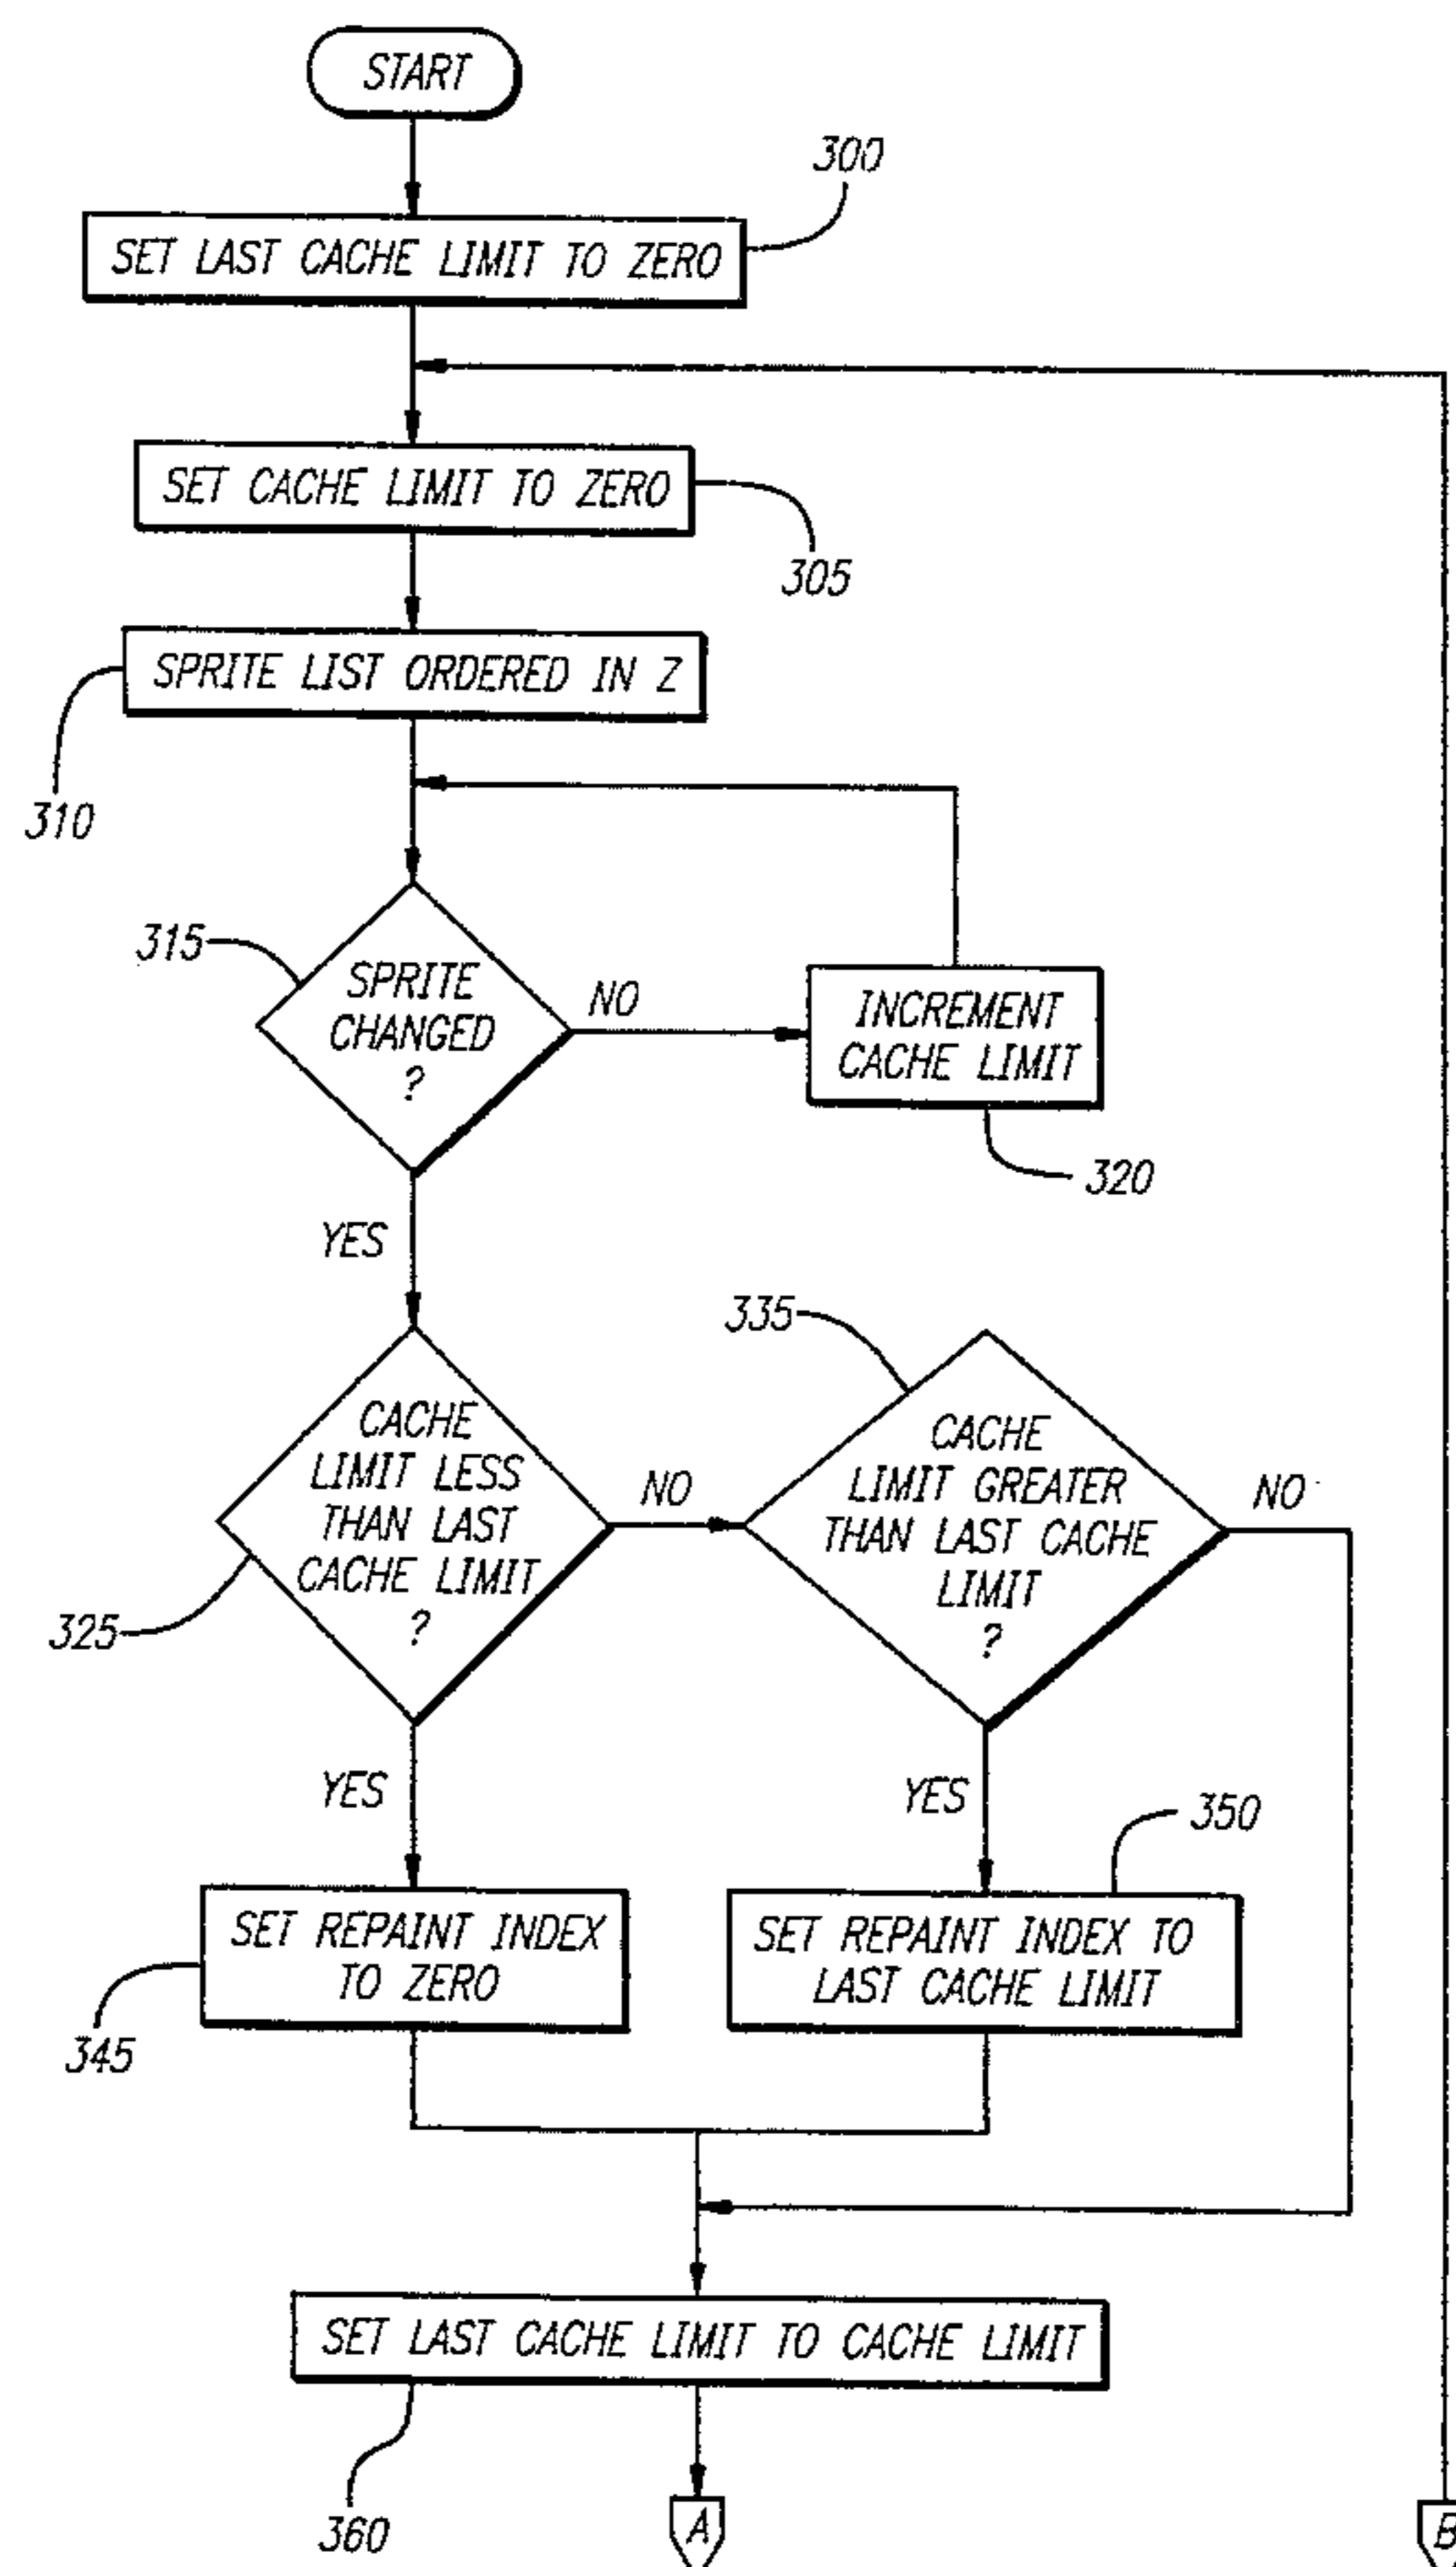 START
300
SET LAST CACHE LIMIT TO ZERO
SET CACHE LIMIT TO ZERO
305
SPRITE LIST ORDERED IN Z
310
315
SPRITE
CHANGED
?
NO
INCREMENT
CACHE LIMIT
320
YES
335
CACHE
LIMIT LESS
THAN LAST
CACHE LIMIT
?
325
NO
CACHE
LIMIT GREATER
THAN LAST CACHE
LIMIT
?
NO
YES
YES
350
SET REPAINT INDEX
TO ZERO
345
SET REPAINT INDEX TO
LAST CACHE LIMIT
SET LAST CACHE LIMIT TO CACHE LIMIT
360
A
B